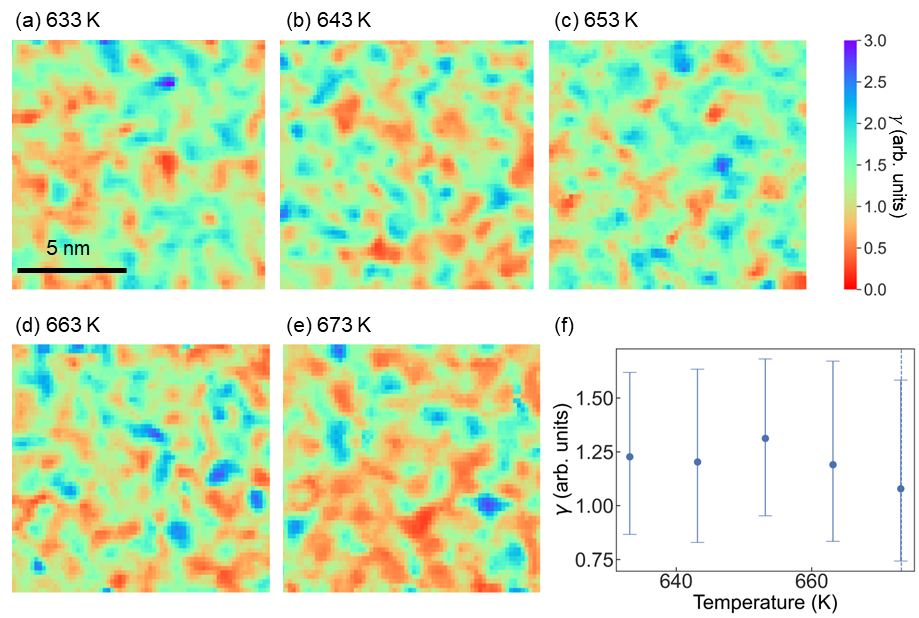 (a) 633 K
(b) 643 K
(c) 653 K
3.0
2.5
2.0
1.5
1.0
0.5
0.0
γ (arb. units)
5 nm
(d) 663 K
(e) 673 K
(f)
1.50
1.25
1.00
0.75
γ (arb. units)
640
660
Temperature (K)